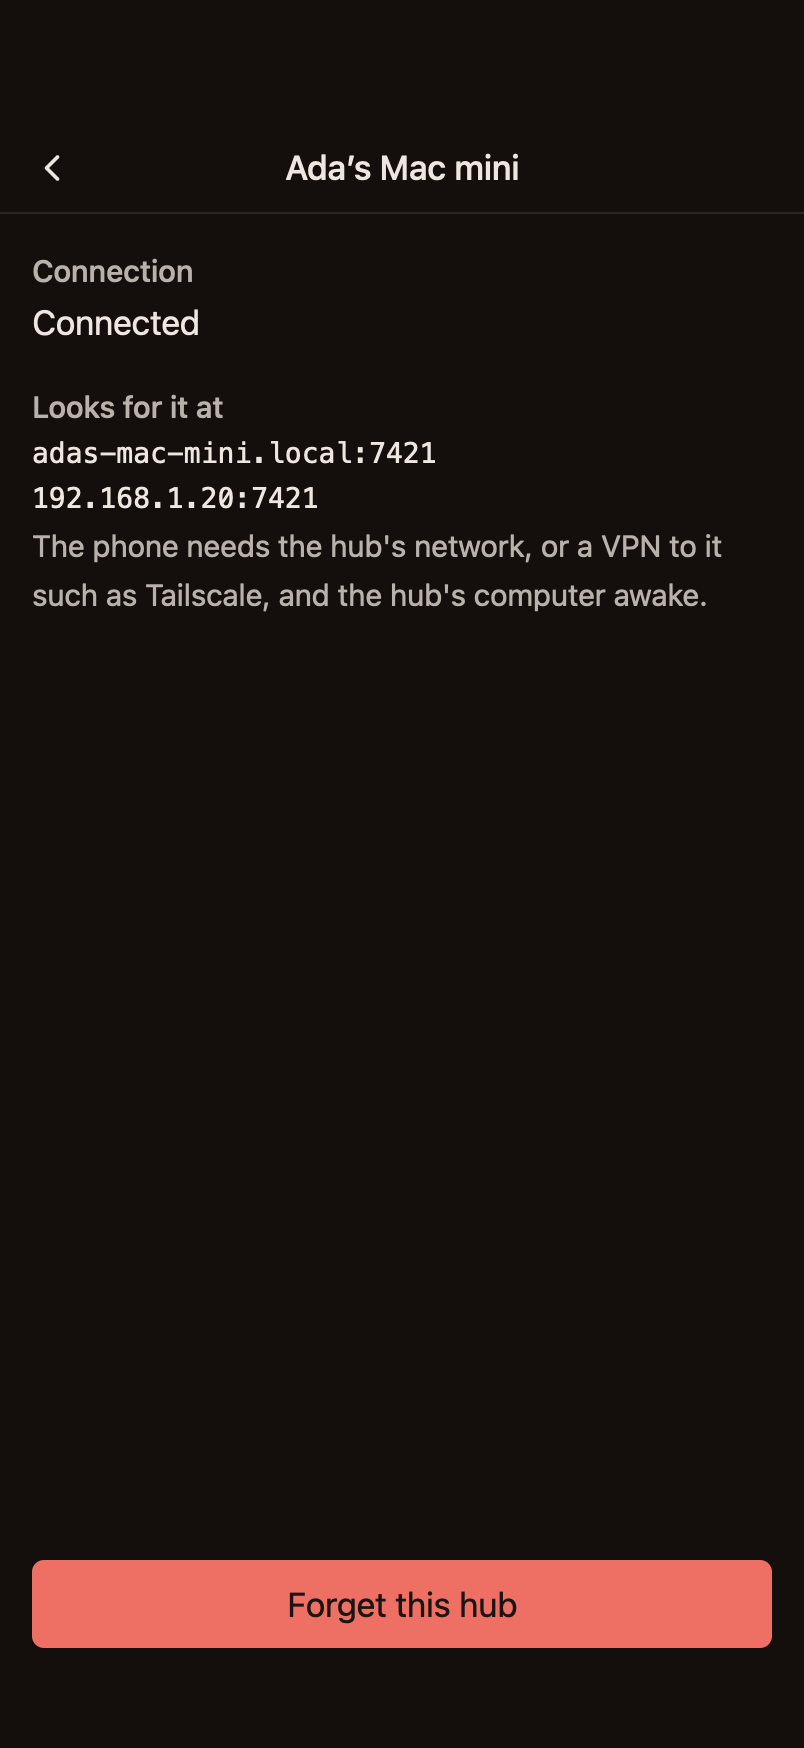 Ada’s Mac mini
Connection
Connected
Looks for it at
adas-mac-mini.local:7421
192.168.1.20:7421
The phone needs the hub's network, or a VPN to it
such as Tailscale, and the hub's computer awake.
Forget this hub